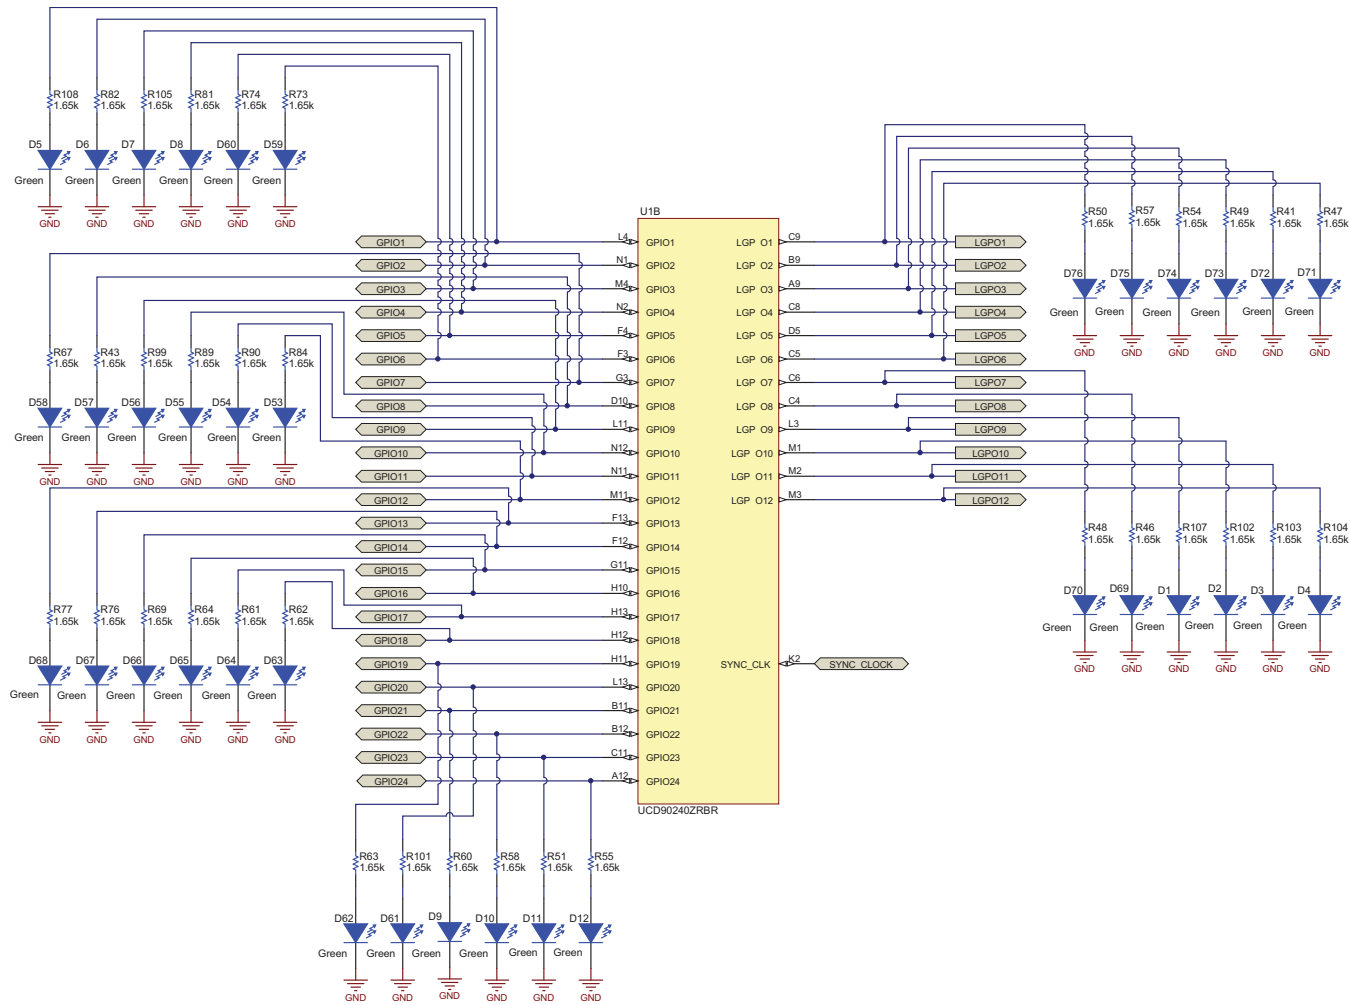 R108 R82 R105 R81 R74 R73
1.65k 1.65k 1.65k 1.65k 1.65k 1.65k
D5 D6 D7 D8 D60 D59
Green Green Green Green Green Green
GND GND GND GND GND GND
R67 R43 R99 R89 R90 R84
1.65k 1.65k 1.65k 1.65k 1.65k 1.65k
D58 D57 D56 D55 D54 D53
Green Green Green Green Green Green
GND GND GND GND GND GND
R77 R76 R69 R64 R61 R62
1.65k 1.65k 1.65k 1.65k 1.65k 1.65k
D68 D67 D66 D65 D64 D63
Green Green Green Green Green Green
GND GND GND GND GND GND
U1B
GPIO1 L4 GPIO1 LGP O1 C9 LGPO1
GPIO2 N1 GPIO2 LGP O2 B9 LGPO2
GPIO3 M4 GPIO3 LGP O3 A9 LGPO3
GPIO4 N2 GPIO4 LGP O4 C8 LGPO4
GPIO5 F4 GPIO5 LGP O5 D5 LGPO5
GPIO6 F3 GPIO6 LGP O6 C5 LGPO6
GPIO7 G3 GPIO7 LGP O7 C6 LGPO7
GPIO8 D10 GPIO8 LGP O8 C4 LGPO8
GPIO9 L11 GPIO9 LGP O9 L3 LGPO9
GPIO10 N12 GPIO10 LGP O10 M1 LGPO10
GPIO11 N11 GPIO11 LGP O11 M2 LGPO11
GPIO12 M11 GPIO12 LGP O12 M3 LGPO12
GPIO13 F13 GPIO13
GPIO14 F12 GPIO14
GPIO15 G11 GPIO15
GPIO16 H10 GPIO16
GPIO17 H13 GPIO17
GPIO18 H12 GPIO18
GPIO19 H11 GPIO19 SYNC_CLK K2 SYNC CLOCK
GPIO20 L13 GPIO20
GPIO21 B11 GPIO21
GPIO22 B12 GPIO22
GPIO23 C11 GPIO23
GPIO24 A12 GPIO24
UCD90240ZRBR
R50 R57 R54 R49 R41 R47
1.65k 1.65k 1.65k 1.65k 1.65k 1.65k
D76 D75 D74 D73 D72 D71
Green Green Green Green Green Green
GND GND GND GND GND GND
R48 R46 R107 R102 R103 R104
1.65k 1.65k 1.65k 1.65k 1.65k 1.65k
D70 D69 D1 D2 D3 D4
Green Green Green Green Green Green
GND GND GND GND GND GND
R63 R101 R60 R58 R51 R55
1.65k 1.65k 1.65k 1.65k 1.65k 1.65k
D62 D61 D9 D10 D11 D12
Green Green Green Green Green Green
GND GND GND GND GND GND